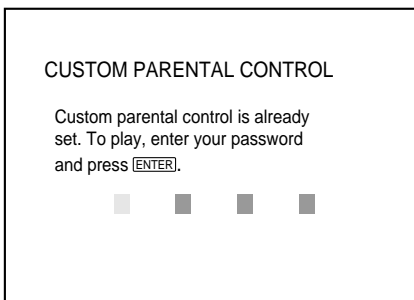 CUSTOM PARENTAL CONTROL
Custom parental control is already
set. To play, enter your password
and press ENTER.